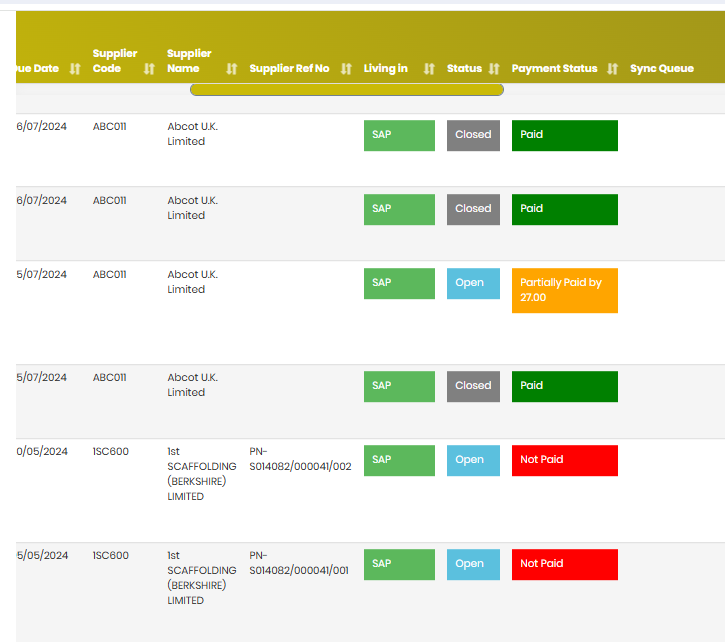 ue Date Supplier Code Supplier Name Supplier Ref No Living in Status Payment Status Sync Queue
6/07/2024 ABC011 Abcot U.K. Limited SAP Closed Paid
6/07/2024 ABC011 Abcot U.K. Limited SAP Closed Paid
5/07/2024 ABC011 Abcot U.K. Limited SAP Open Partially Paid by 27.00
5/07/2024 ABC011 Abcot U.K. Limited SAP Closed Paid
0/05/2024 1SC600 1st SCAFFOLDING (BERKSHIRE) LIMITED PN-S014082/000041/002 SAP Open Not Paid
5/05/2024 1SC600 1st SCAFFOLDING (BERKSHIRE) LIMITED PN-S014082/000041/001 SAP Open Not Paid